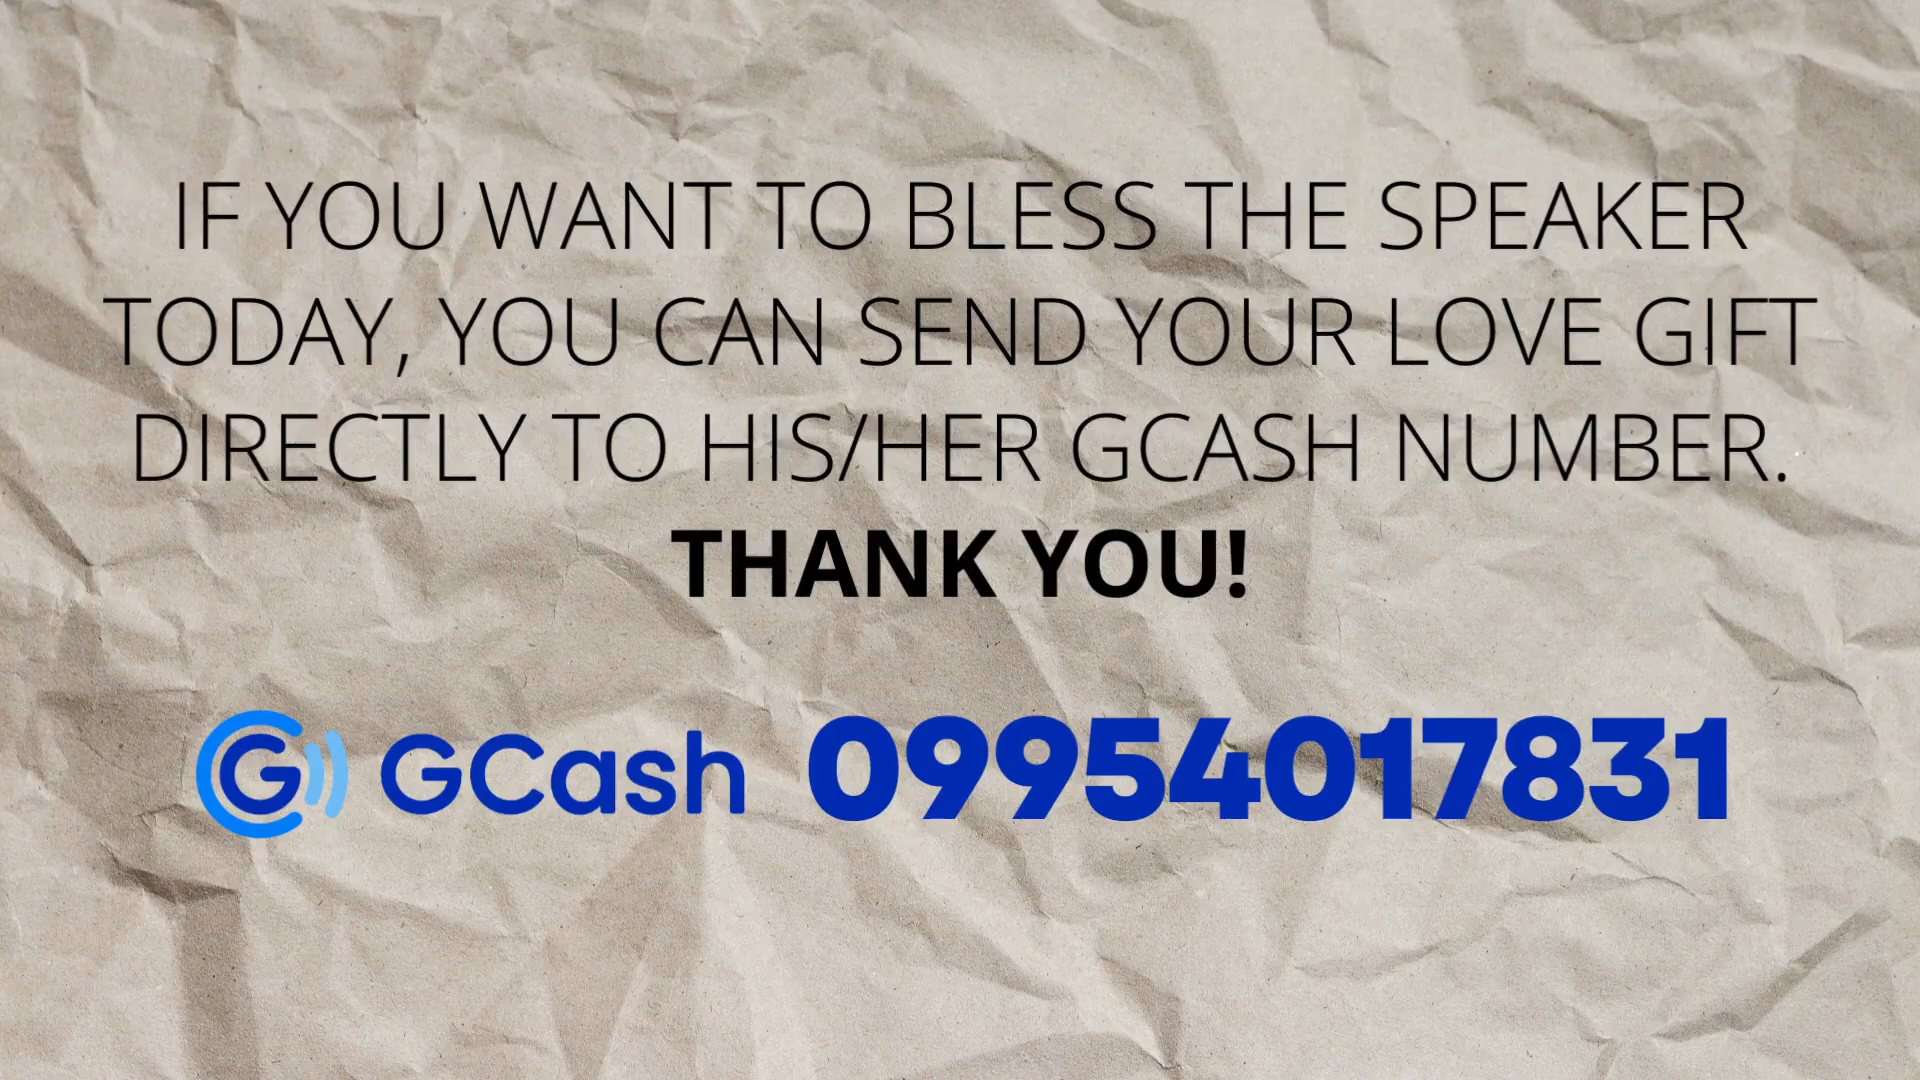 IF YOU WANT TO BLESS THE SPEAKER
TODAY, YOU CAN SEND YOUR LOVE GIFT
DIRECTLY TO HIS/HER GCASH NUMBER.
THANK YOU!
GCash 09954017831